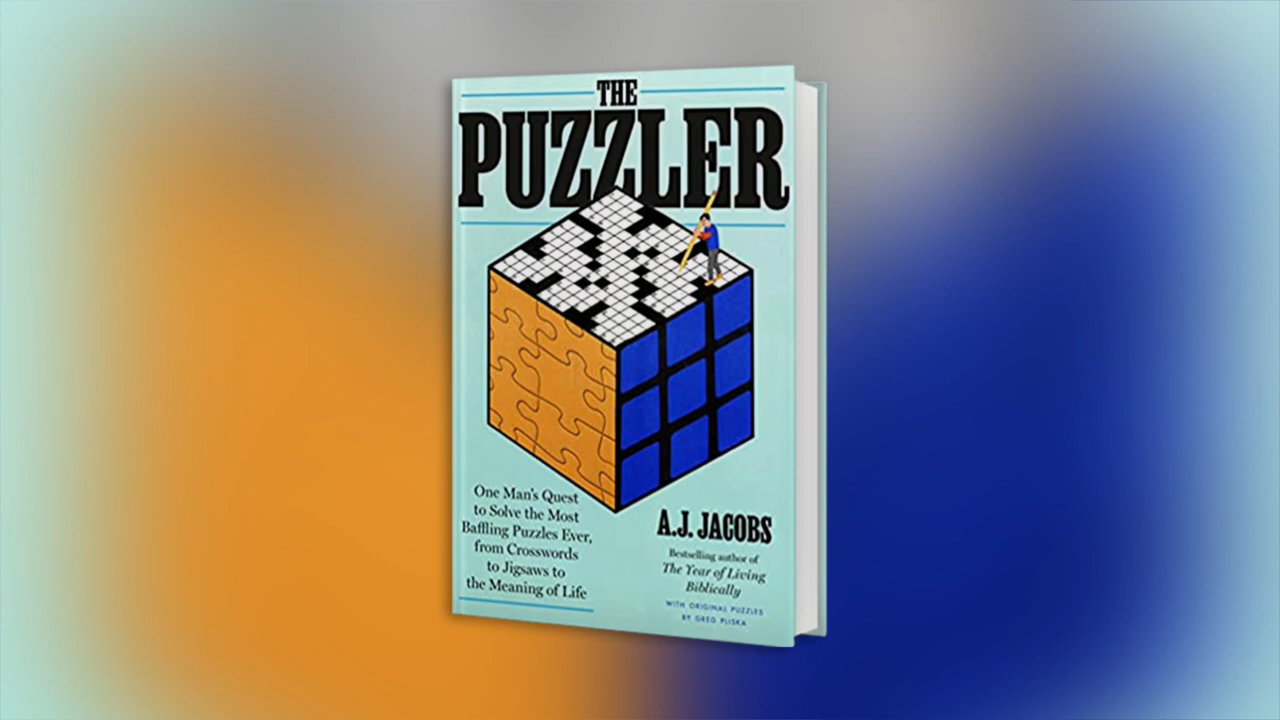 THE
PUZZLER
One Man's Quest
to Solve the Most
Baffling Puzzles Ever,
from Crosswords
to Jigsaws to
the Meaning of Life
A.J. JACOBS
Bestselling author of
The Year of Living
Biblically
WITH ORIGINAL PUZZLES
BY GREG PLISKA